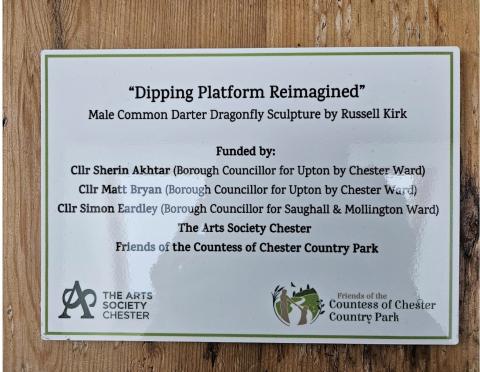 “Dipping Platform Reimagined”
Male Common Darter Dragonfly Sculpture by Russell Kirk
Funded by:
Cllr Sherin Akhtar (Borough Councillor for Upton by Chester Ward)
Cllr Matt Bryan (Borough Councillor for Upton by Chester Ward)
Cllr Simon Eardley (Borough Councillor for Saughall & Mollington Ward)
The Arts Society Chester
Friends of the Countess of Chester Country Park
THE ARTS
SOCIETY
CHESTER
Friends of the
Countess of Chester
Country Park